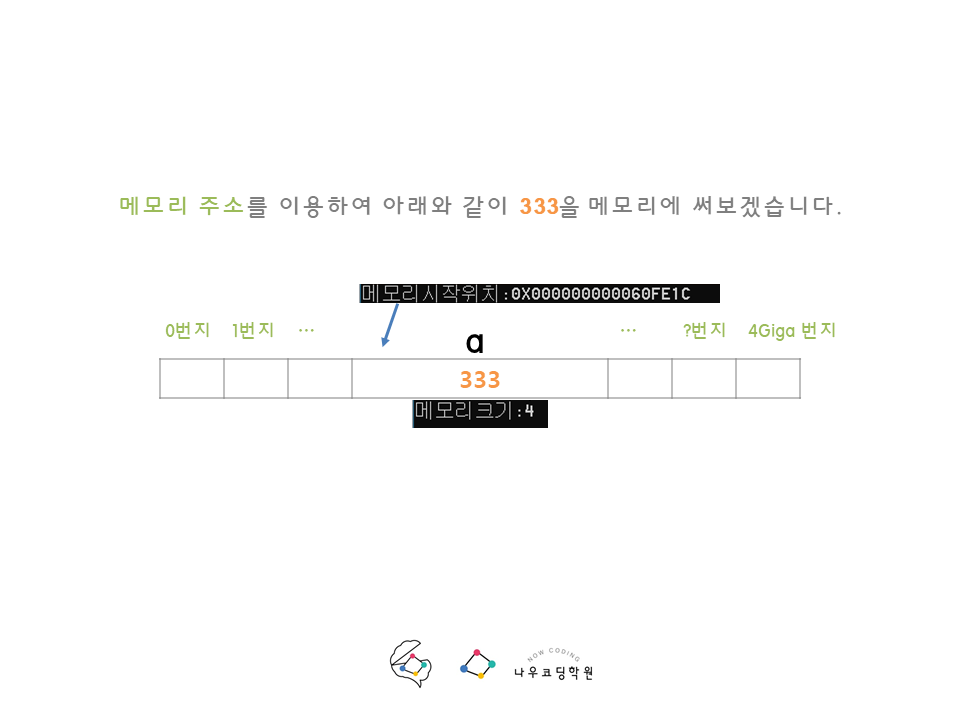 메모리 주소를 이용하여 아래와 같이 333을 메모리에 써보겠습니다.
메모리시작위치:0X000000000060FE1C
0번지 1번지 … a … ?번지 4Giga 번지
333
메모리크기:4
NOW CODING
나우코딩학원